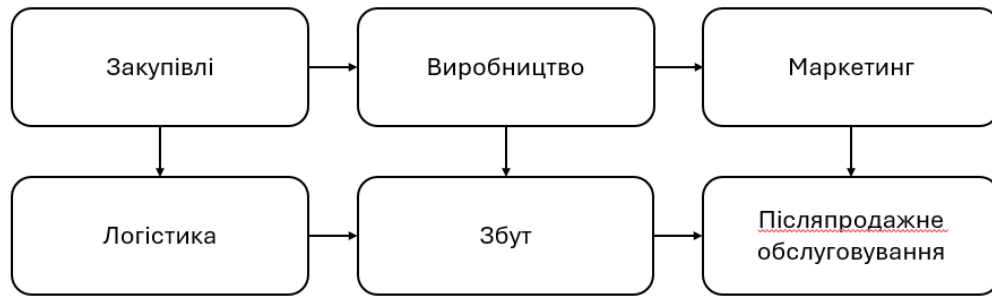 Закупівлі
Виробництво
Маркетинг
Логістика
Збут
Післяпродажне
обслуговування